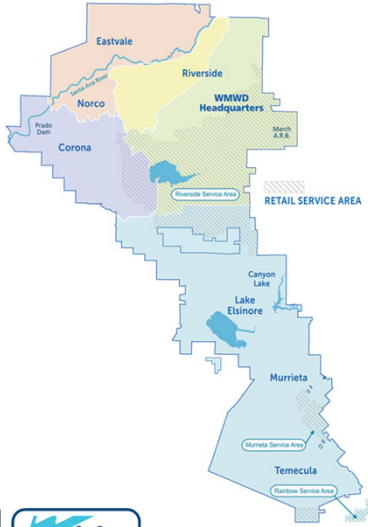 Eastvale
Santa Ana River
Riverside
Norco
WMWD
Headquarters
Prado
Dam
March
A.R.B.
Corona
Riverside Service Area
RETAIL SERVICE AREA
Canyon
Lake
Lake
Elsinore
Murrieta
Murrieta Service Area
Temecula
Rainbow Service Area